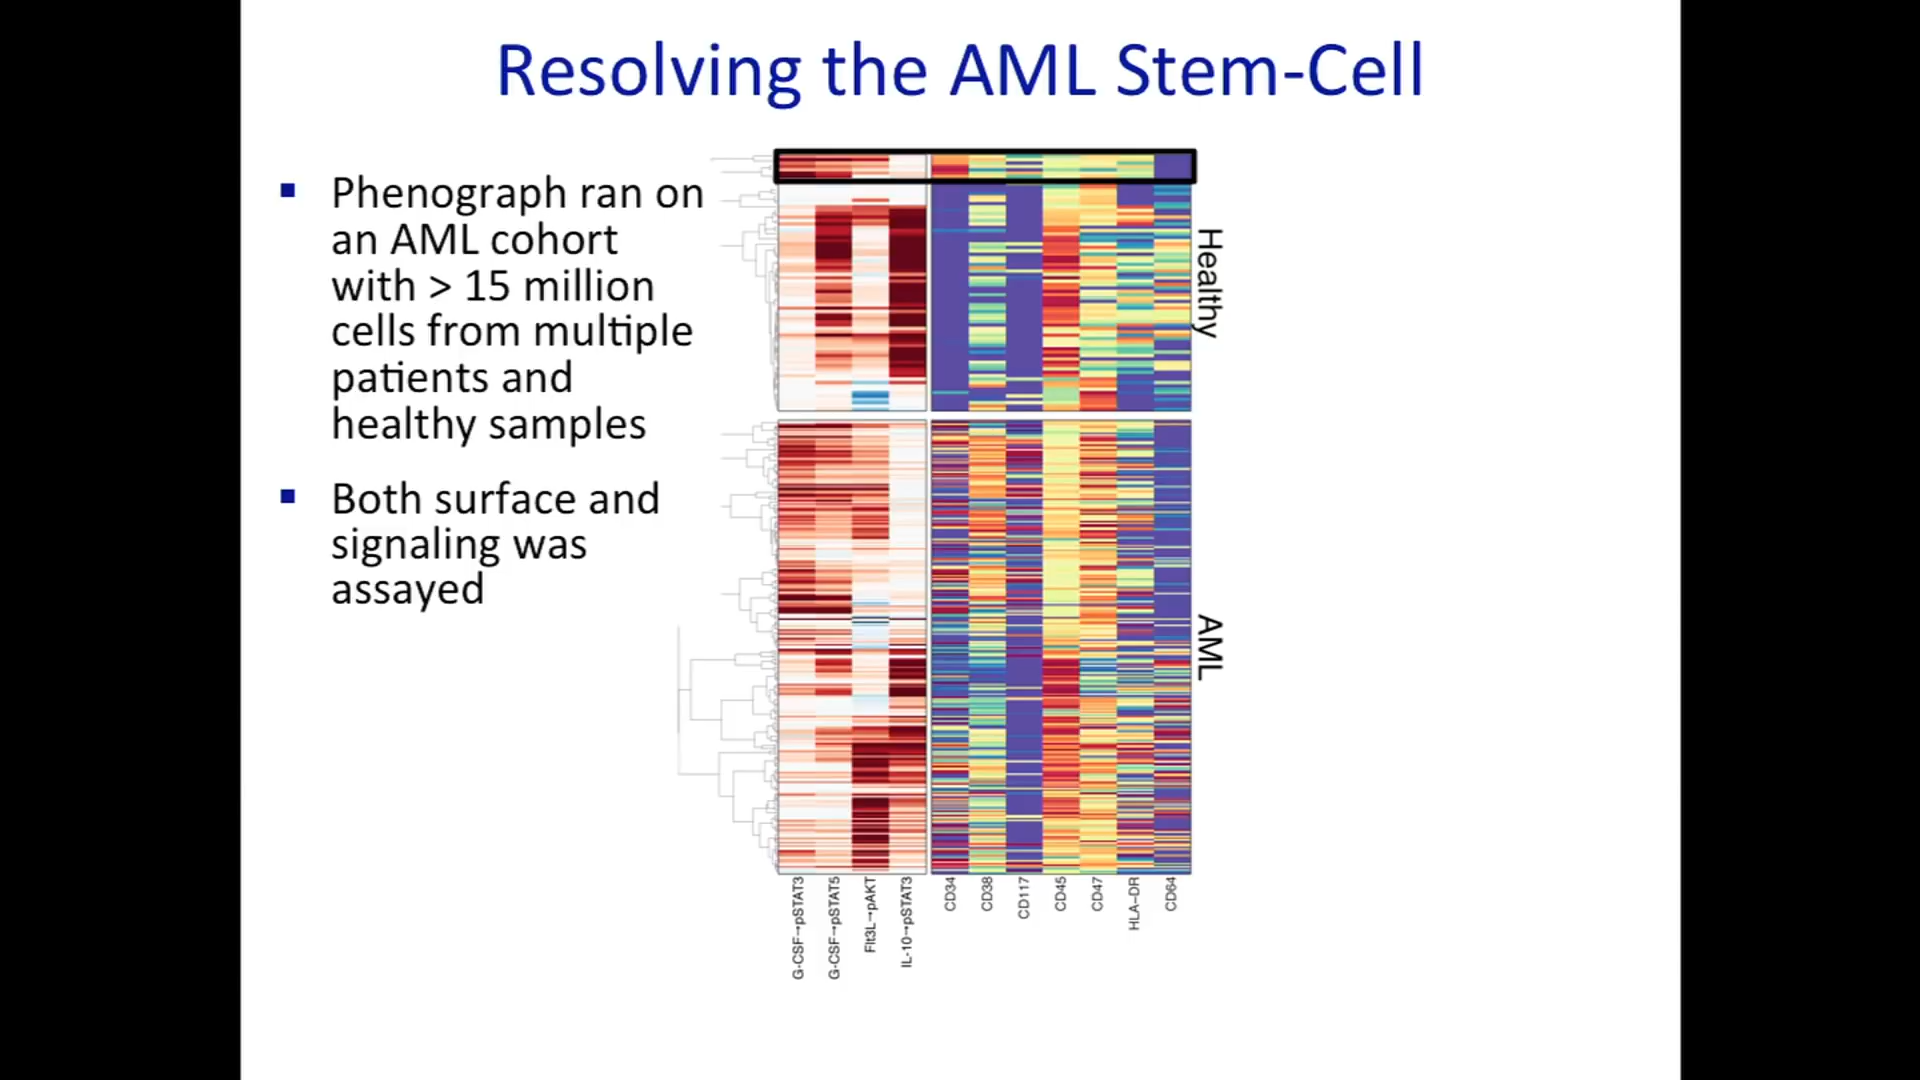 Resolving the AML Stem-Cell
▪ Phenograph ran on
an AML cohort
with > 15 million
cells from multiple
patients and
healthy samples
▪ Both surface and
signaling was
assayed
Healthy
AML
G-CSF→pSTAT3
G-CSF→pSTAT5
Flt3L→pAKT
IL-10→pSTAT3
CD34
CD38
CD117
CD45
CD47
HLA-DR
CD64